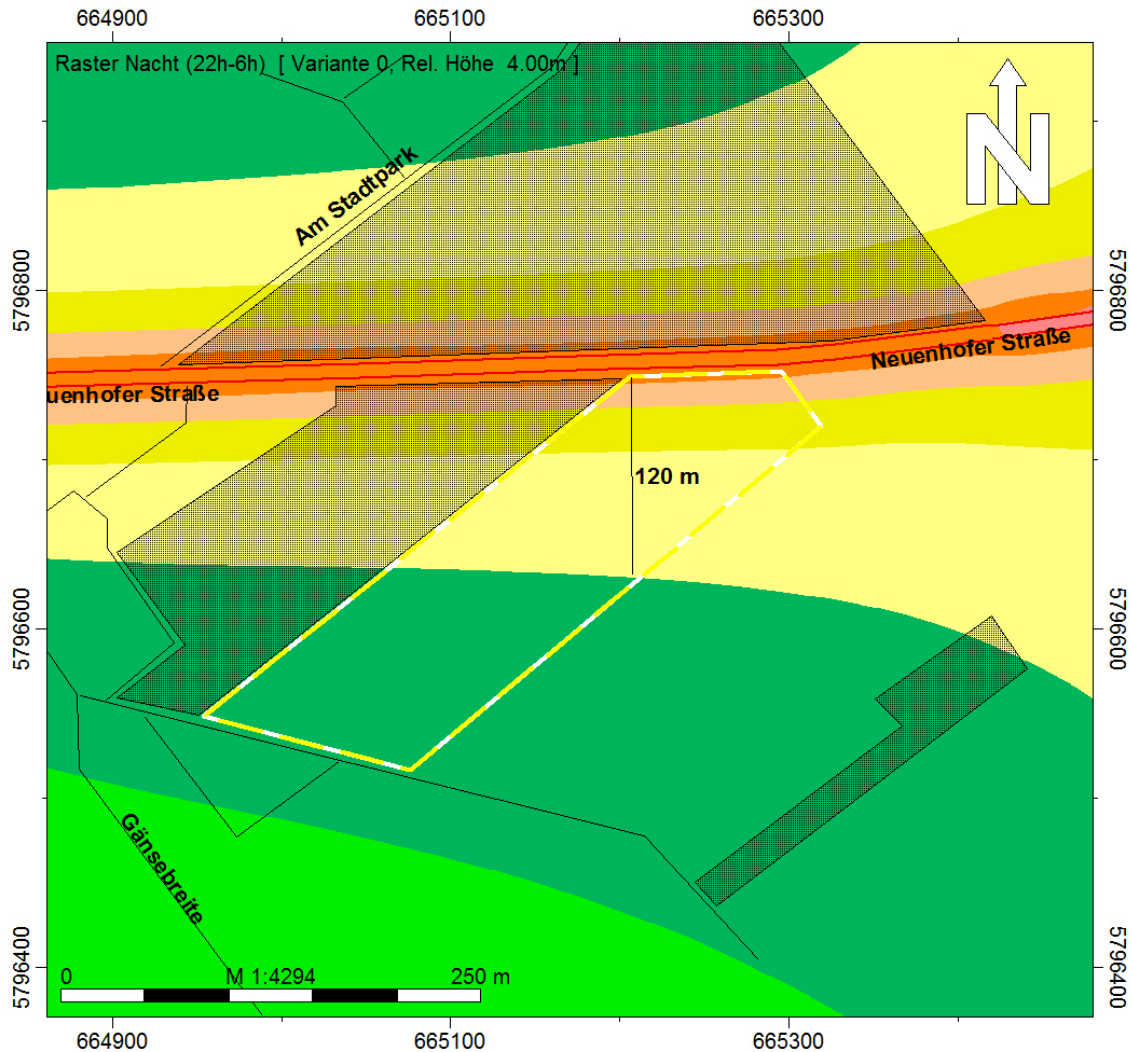 664900 665100 665300
Raster Nacht (22h-6h) [ Variante 0, Rel. Höhe 4.00m ]
N
Am Stadtpark
5796800 5796800
Neuenhofer Straße
uenhofer Straße
120 m
5796600 5796600
Gänsebreite
5796400 5796400
0 M 1:4294 250 m
664900 665100 665300